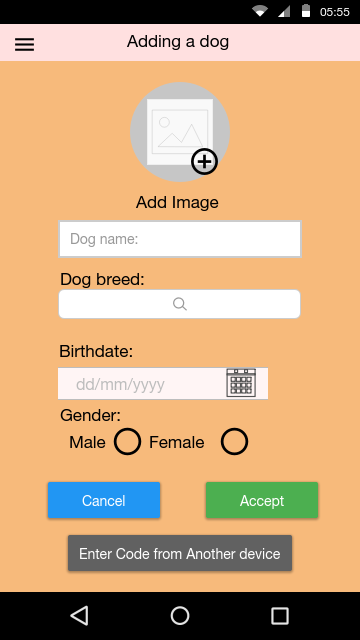 05:55
Adding a dog
Add Image
Dog name:
Dog breed:
Birthdate:
dd/mm/yyyy
Gender:
Male Female
Cancel Accept
Enter Code from Another device